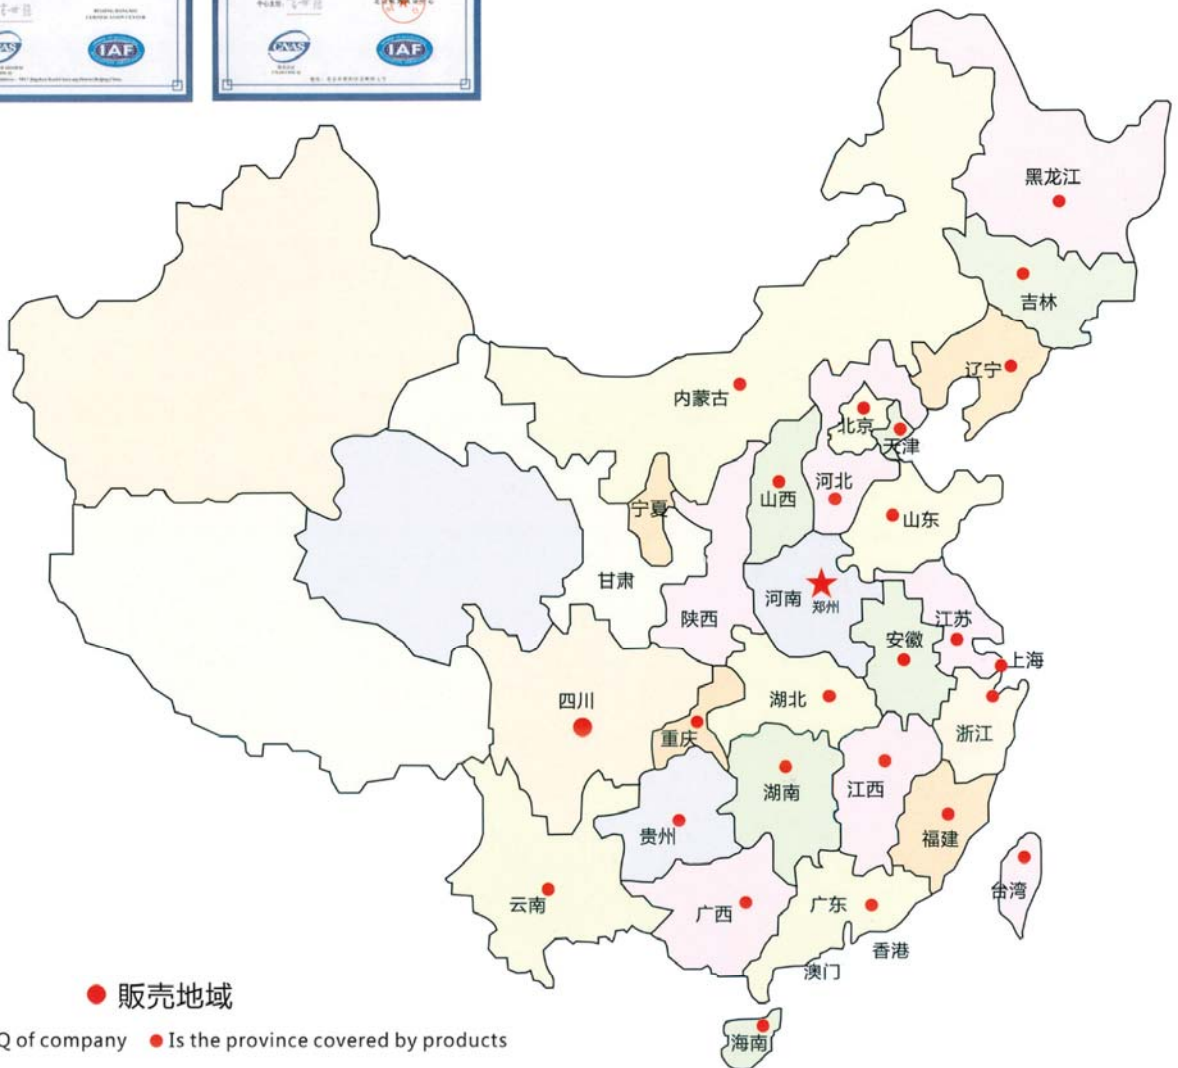 CNAS
IAF
IAF
黑龙江
吉林
辽宁
内蒙古
北京
天津
河北
山西
宁夏
山东
甘肃
河南
郑州
陕西
江苏
安徽
上海
四川
湖北
重庆
浙江
湖南
江西
贵州
福建
云南
广西
广东
台湾
香港
澳门
販売地域
Q of company Is the province covered by products
海南